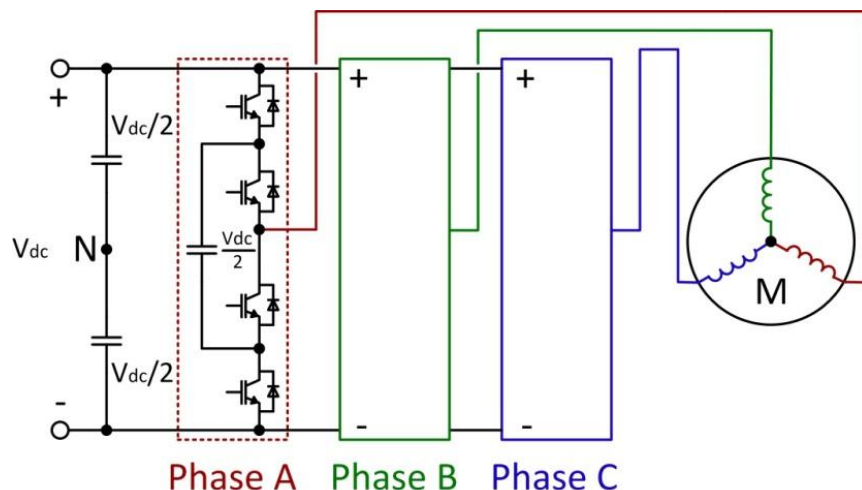 +
Vdc/2
Vdc
N
Vdc
2
Vdc/2
-
+
-
+
-
M
Phase A
Phase B
Phase C